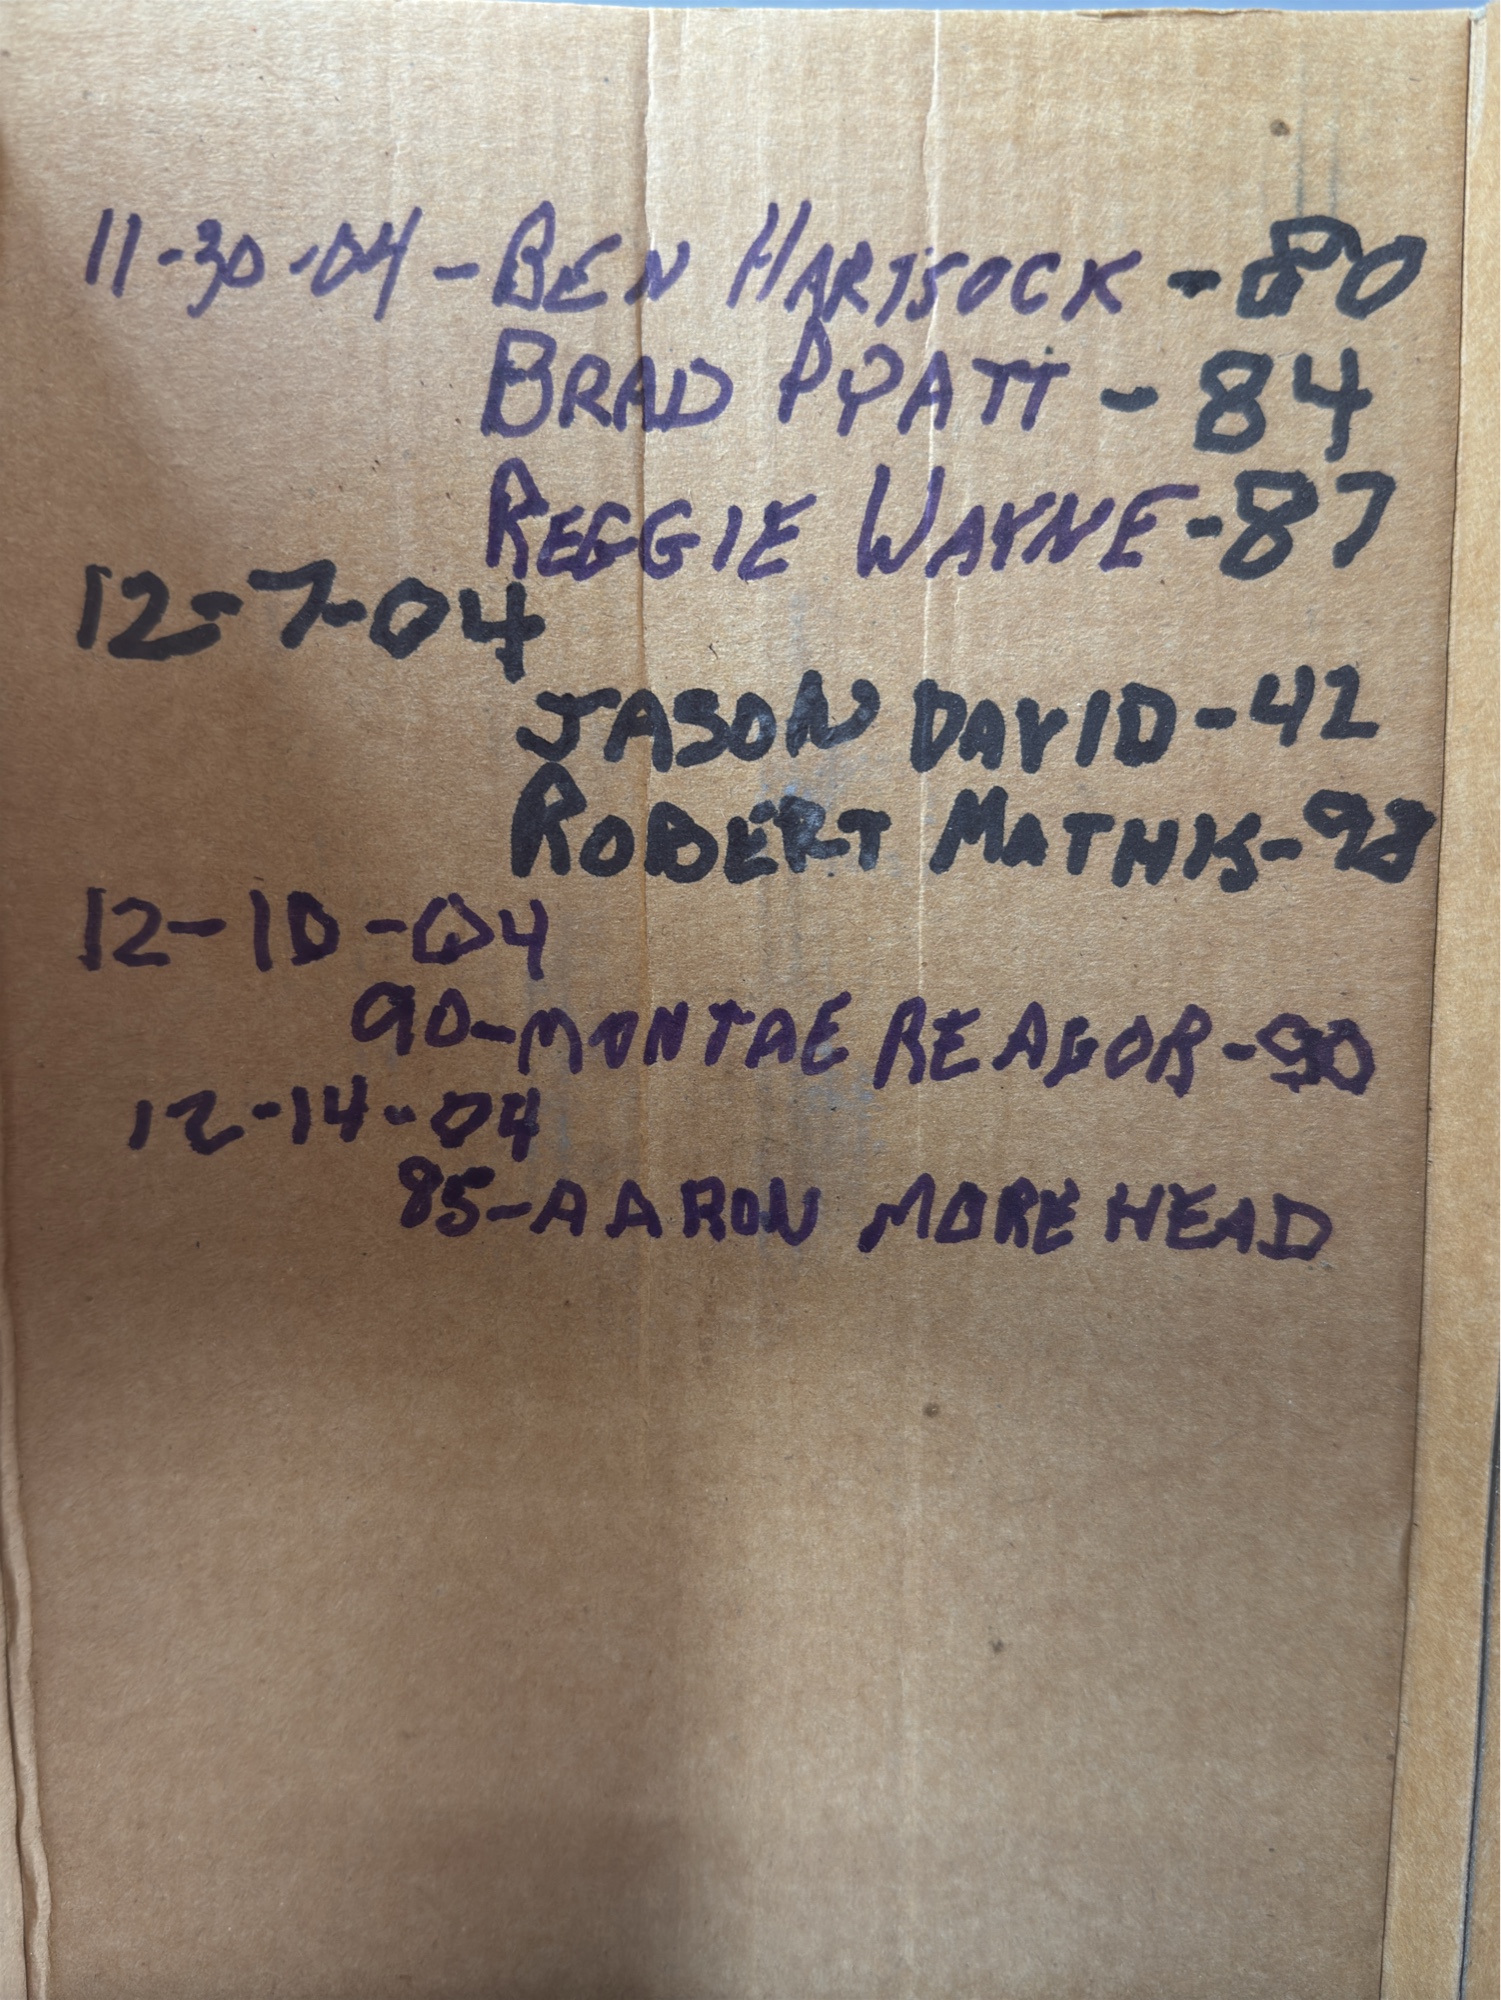 11-30-04-BEN HARTSOCK-80
BRAD PYATT-84
REGGIE WAYNE-87
12-7-04
JASON DAVID-42
ROBERT MATHIS-98
12-10-04
90-MONTAE REAGOR-90
12-14-04
85-AARON MOREHEAD